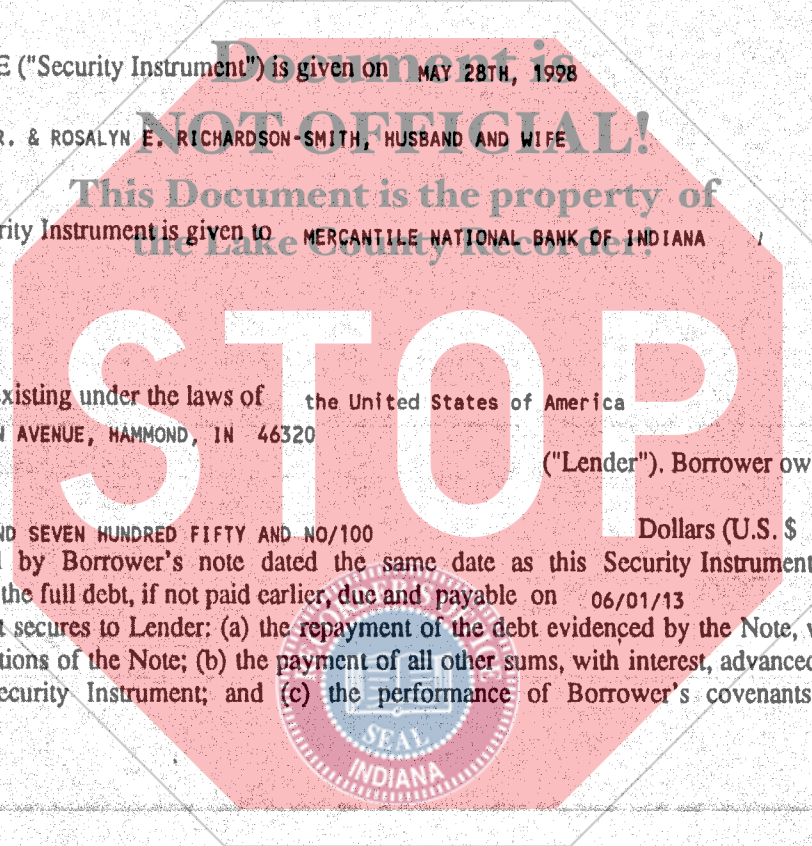 Document is
E ("Security Instrument") is given on MAY 28TH, 1998
NOT OFFICIAL!
R. & ROSALYN E. RICHARDSON-SMITH, HUSBAND AND WIFE
This Document is the property of
rity Instrument is given to MERCANTILE NATIONAL BANK OF INDIANA
the Lake County Recorder!
STOP
xisting under the laws of the United States of America
N AVENUE, HAMMOND, IN 46320
("Lender"). Borrower ow
ND SEVEN HUNDRED FIFTY AND NO/100
Dollars (U.S. $
by Borrower's note dated the same date as this Security Instrument
the full debt, if not paid earlier, due and payable on 06/01/13
t secures to Lender: (a) the repayment of the debt evidenced by the Note, w
tions of the Note; (b) the payment of all other sums, with interest, advanced
ecurity Instrument; and (c) the performance of Borrower's covenants
RECORDER'S OFFICE
SEAL
INDIANA